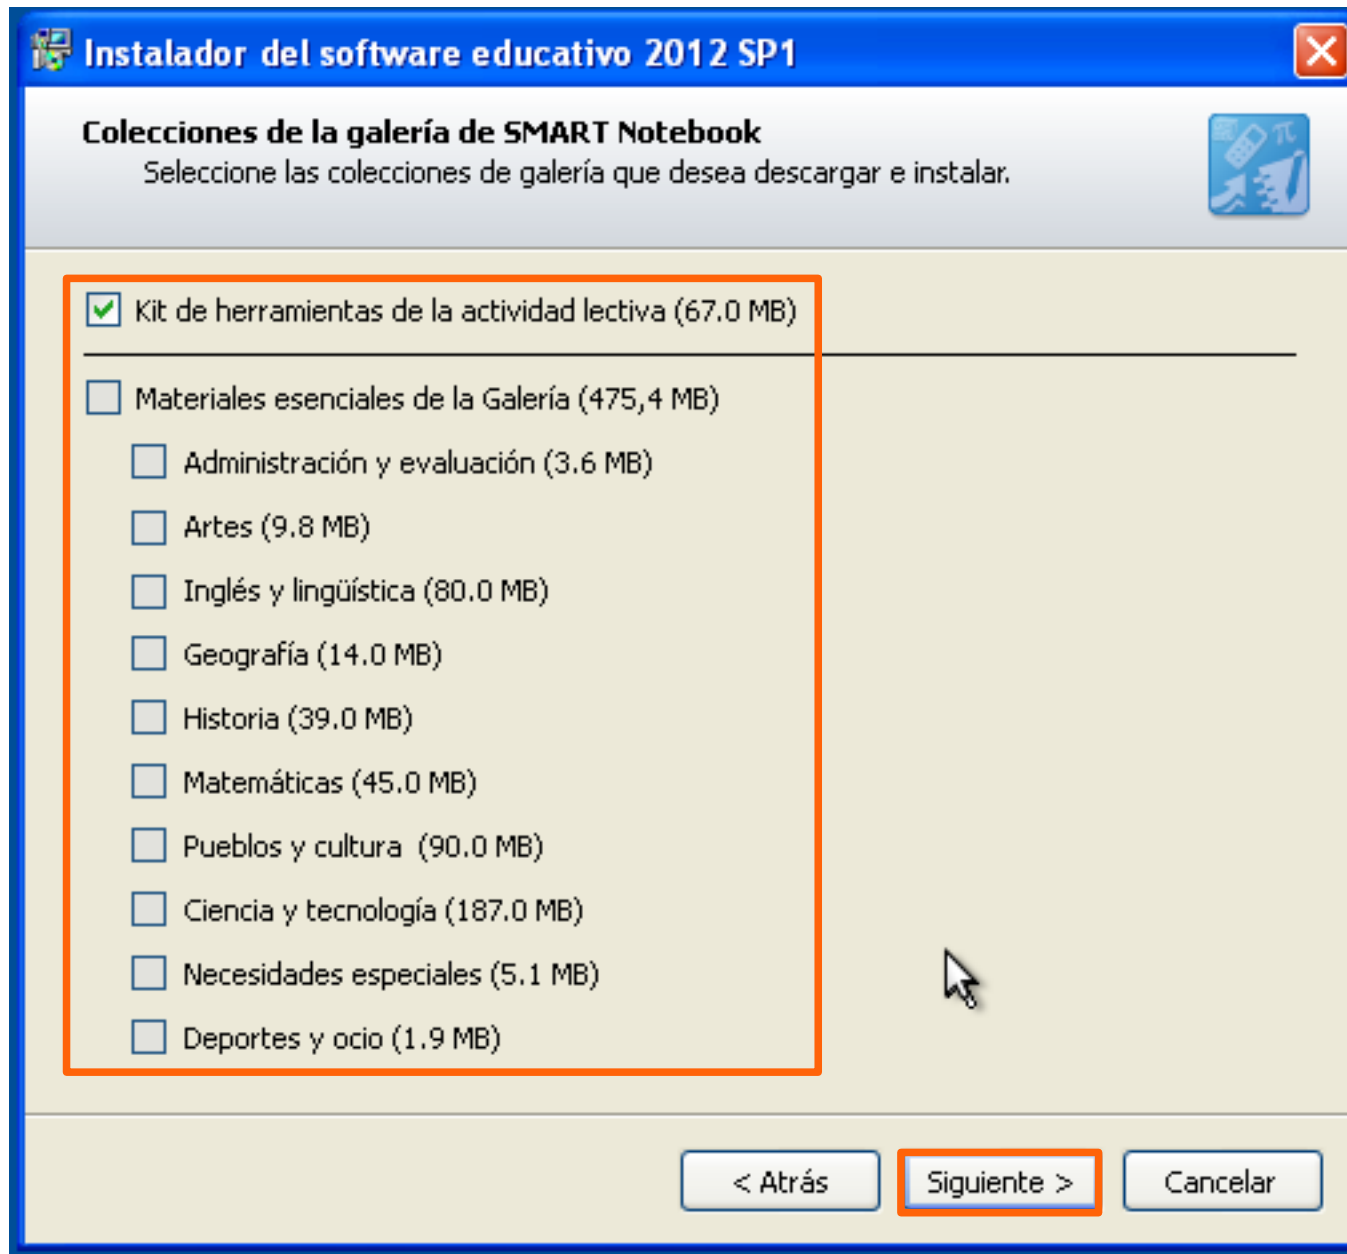 Instalador del software educativo 2012 SP1
Colecciones de la galería de SMART Notebook
Seleccione las colecciones de galería que desea descargar e instalar.
Kit de herramientas de la actividad lectiva (67.0 MB)
Materiales esenciales de la Galería (475,4 MB)
Administración y evaluación (3.6 MB)
Artes (9.8 MB)
Inglés y lingüística (80.0 MB)
Geografía (14.0 MB)
Historia (39.0 MB)
Matemáticas (45.0 MB)
Pueblos y cultura (90.0 MB)
Ciencia y tecnología (187.0 MB)
Necesidades especiales (5.1 MB)
Deportes y ocio (1.9 MB)
< Atrás Siguiente > Cancelar